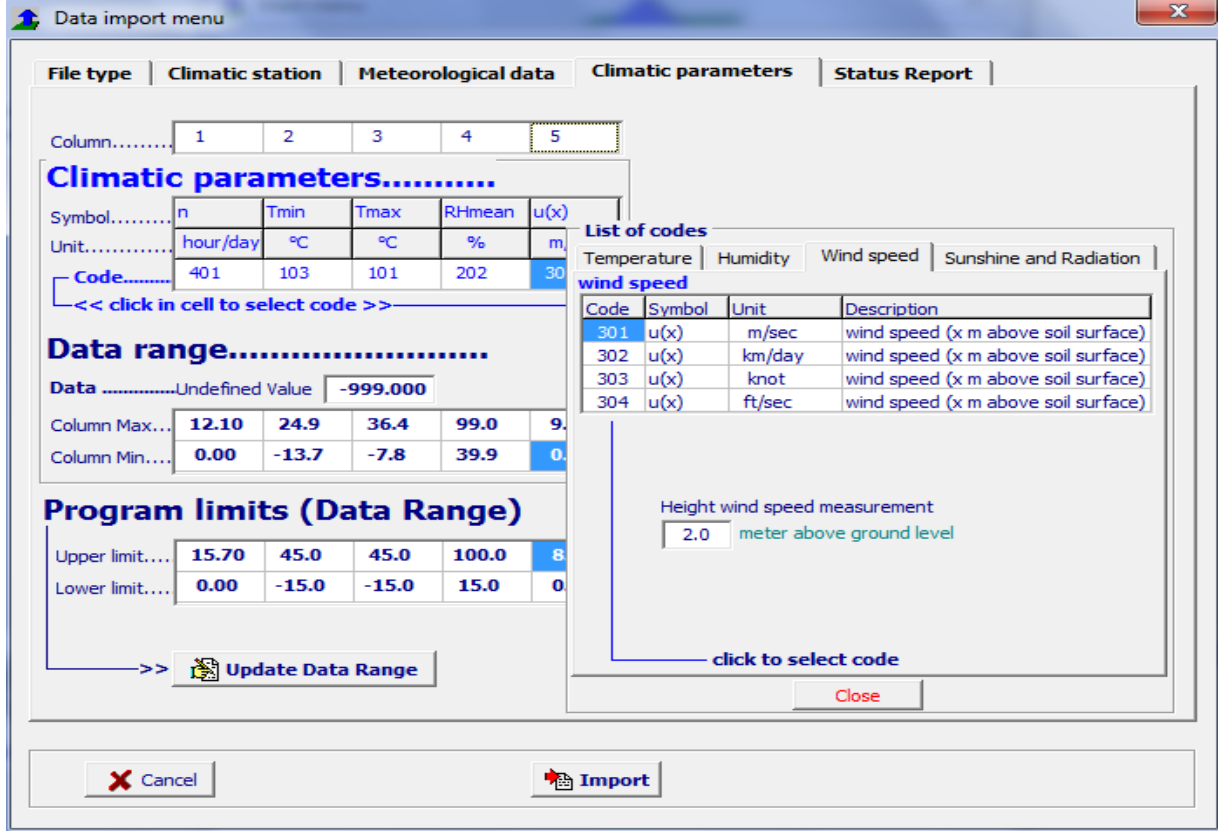 Data import menu
x
File type Climatic station Meteorological data Climatic parameters Status Report
Column......... 1 2 3 4 5
Climatic parameters...........
Symbol......... n Tmin Tmax RHmean u(x)
Unit............. hour/day °C °C % m/
Code......... 401 103 101 202 30
<< click in cell to select code >>
Data range.........................
Data ..............Undefined Value -999.000
Column Max... 12.10 24.9 36.4 99.0 9.
Column Min.... 0.00 -13.7 -7.8 39.9 0.
Program limits (Data Range)
Upper limit.... 15.70 45.0 45.0 100.0 8.
Lower limit.... 0.00 -15.0 -15.0 15.0 0.
>> Update Data Range
List of codes
Temperature Humidity Wind speed Sunshine and Radiation
wind speed
Code Symbol Unit Description
301 u(x) m/sec wind speed (x m above soil surface)
302 u(x) km/day wind speed (x m above soil surface)
303 u(x) knot wind speed (x m above soil surface)
304 u(x) ft/sec wind speed (x m above soil surface)
Height wind speed measurement
2.0 meter above ground level
click to select code
Close
Cancel Import